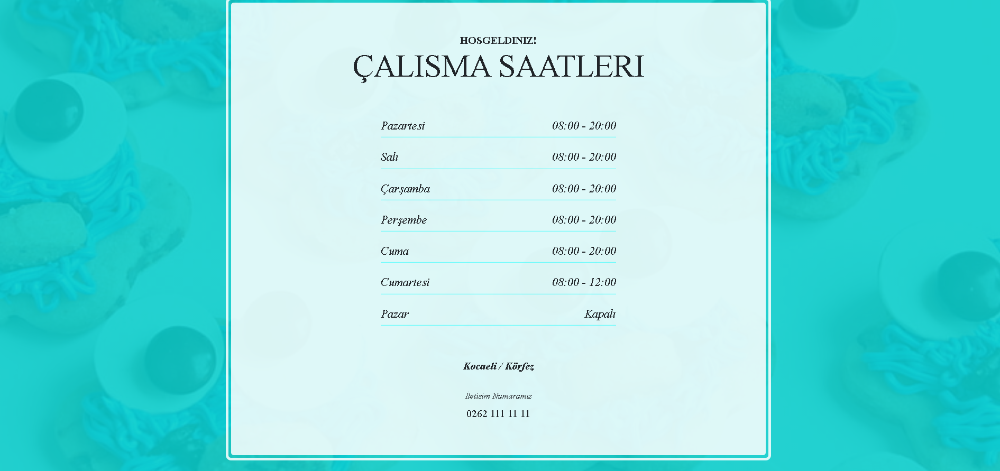 HOSGELDINIZ!
ÇALISMA SAATLERI
Pazartesi 08:00 - 20:00
Salı 08:00 - 20:00
Çarşamba 08:00 - 20:00
Perşembe 08:00 - 20:00
Cuma 08:00 - 20:00
Cumartesi 08:00 - 12:00
Pazar Kapalı
Kocaeli / Körfez
İletisim Numaramız
0262 111 11 11